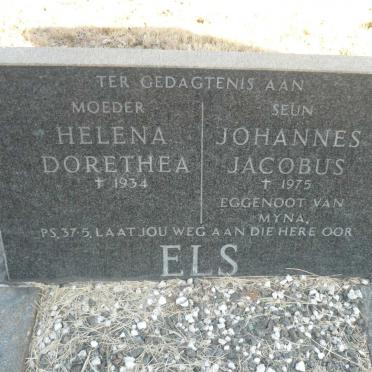 TER GEDAGTENIS AAN
MOEDER
HELENA
DORETHEA
† 1934
SEUN
JOHANNES
JACOBUS
† 1975
EGGENOOT VAN
MYNA,
PS. 37-5, LAAT JOU WEG AAN DIE HERE OOR
ELS